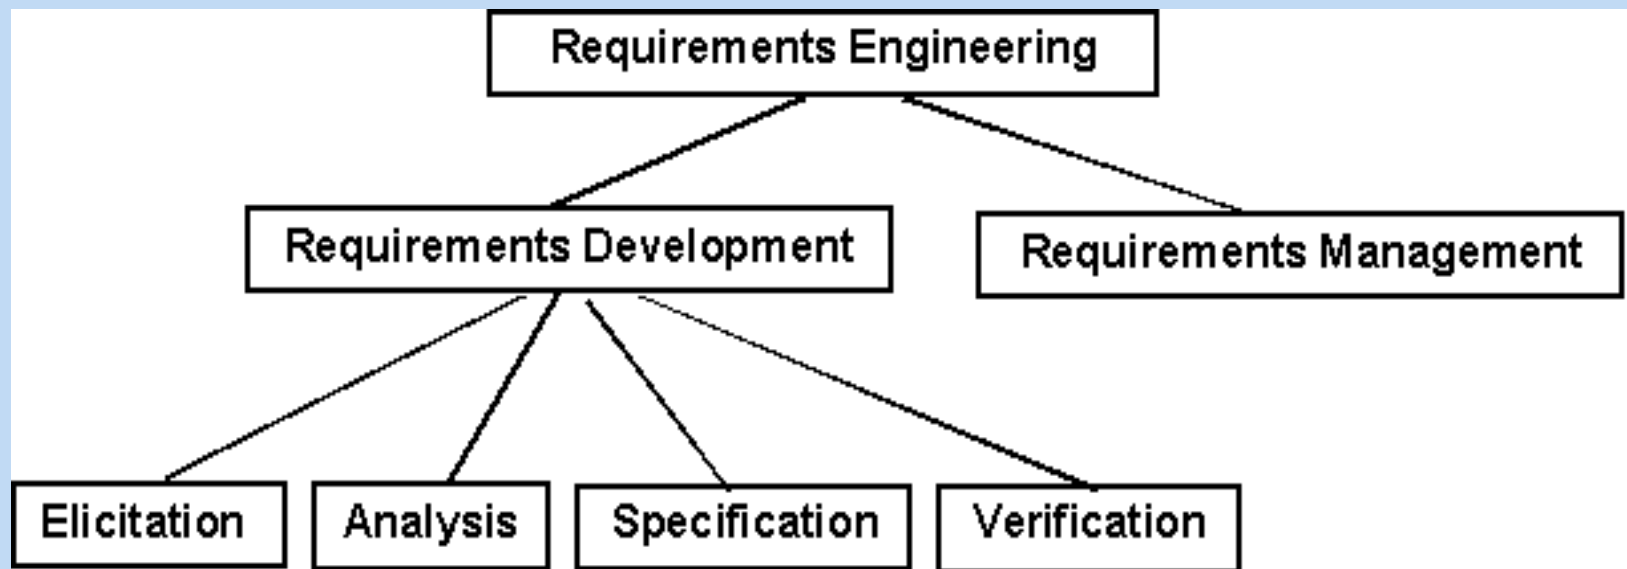 Requirements Engineering
Requirements Development
Requirements Management
Elicitation
Analysis
Specification
Verification